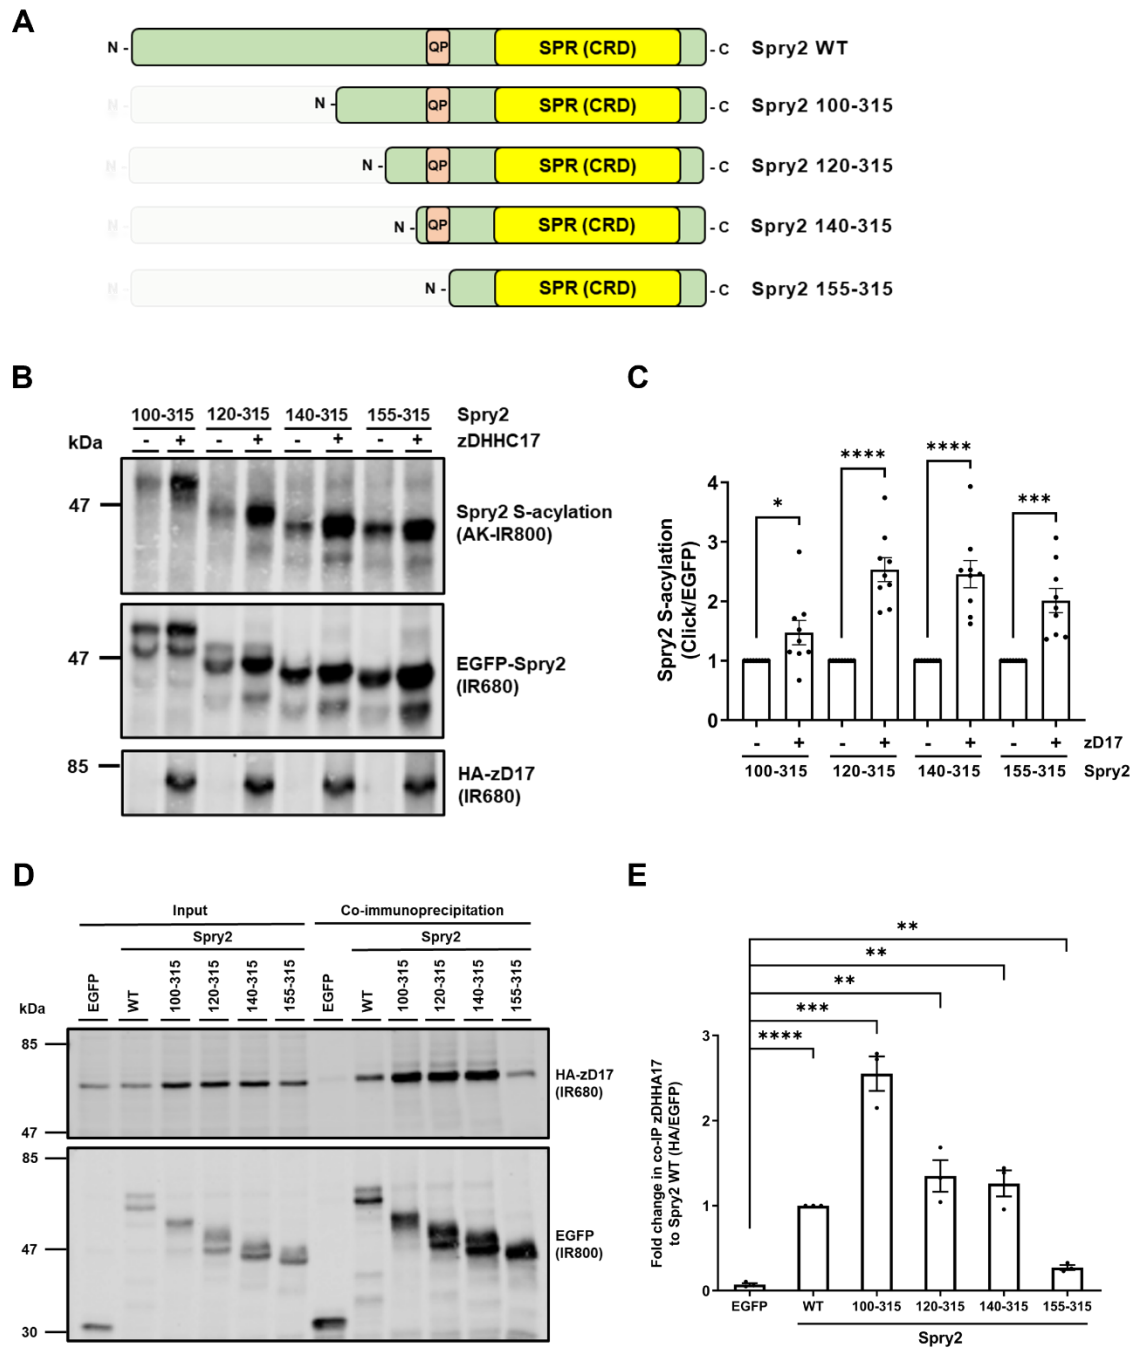 A
N - QP SPR (CRD) - C Spry2 WT
N - N - QP SPR (CRD) - C Spry2 100-315
N - N - QP SPR (CRD) - C Spry2 120-315
N - N - QP SPR (CRD) - C Spry2 140-315
N - N - SPR (CRD) - C Spry2 155-315
B
100-315 120-315 140-315 155-315 Spry2
kDa - + - + - + - + zDHHC17
47
Spry2 S-acylation
(AK-IR800)
47
EGFP-Spry2
(IR680)
85
HA-zD17
(IR680)
C
Spry2 S-acylation
(Click/EGFP)
4
3
2
1
0
* **** **** ***
- + - + - + - + zD17
100-315 120-315 140-315 155-315 Spry2
D
Input Co-immunoprecipitation
Spry2 Spry2
kDa EGFP WT 100-315 120-315 140-315 155-315 EGFP WT 100-315 120-315 140-315 155-315
85
HA-zD17
(IR680)
47
85
EGFP
(IR800)
47
30
E
Fold change in co-IP zDHHA17
to Spry2 WT (HA/EGFP)
**
**
**
***
****
3
2
1
0
EGFP WT 100-315 120-315 140-315 155-315
Spry2